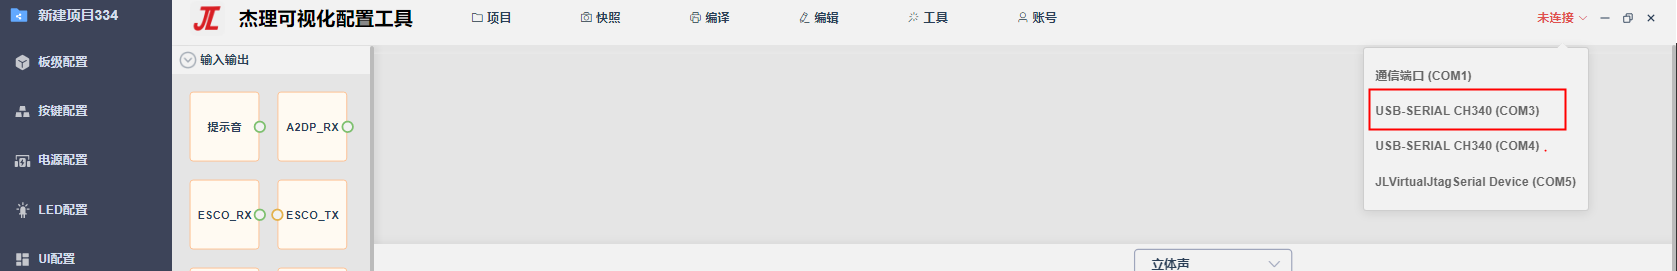 新建项目334
JL 杰理可视化配置工具 项目 快照 编译 编辑 工具 账号 未连接
板级配置
按键配置
电源配置
LED配置
UI配置
输入输出
提示音 A2DP_RX
ESCO_RX ESCO_TX
通信端口 (COM1)
USB-SERIAL CH340 (COM3)
USB-SERIAL CH340 (COM4)
JLVirtualJtagSerial Device (COM5)
立体声